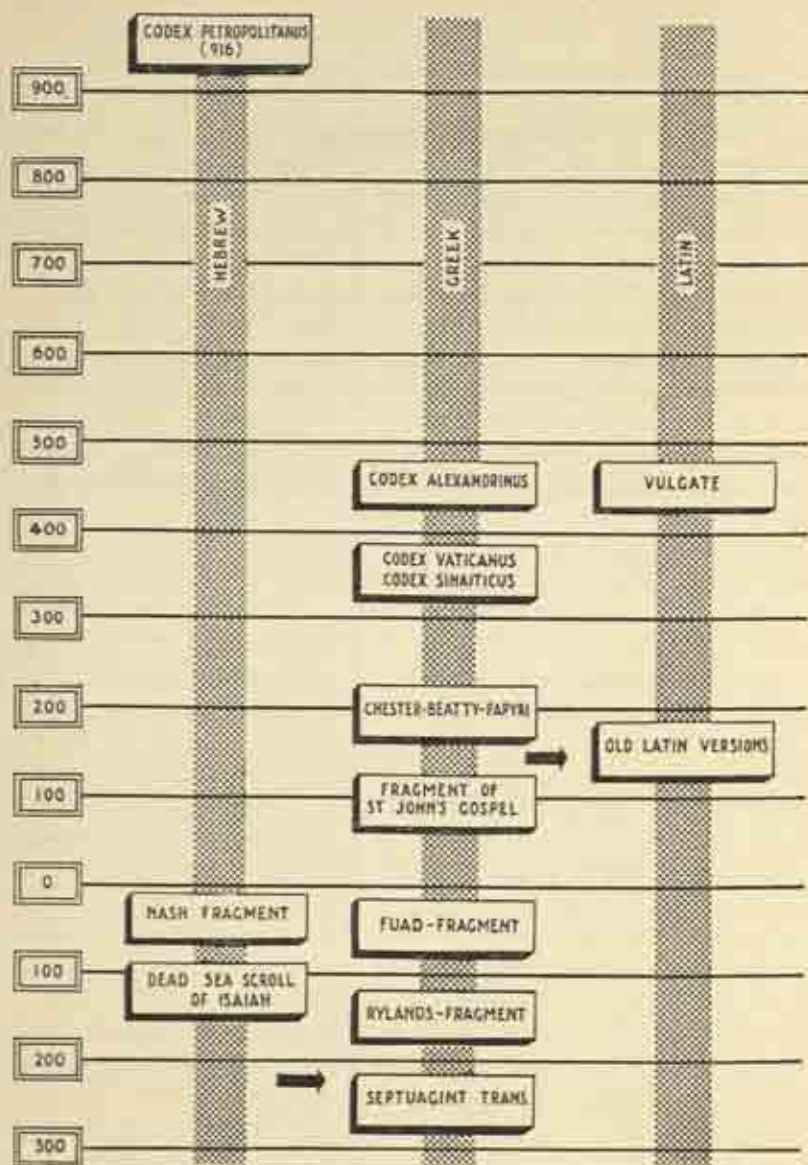 CODEX PETROPOLITANUS
(916)
900
800
700
HEBREW
GREEK
LATIN
600
500
CODEX ALEXANDRINUS
VULGATE
400
CODEX VATICANUS
CODEX SINAITICUS
300
200
CHESTER-BEATTY-PAPYRI
OLD LATIN VERSIONS
100
FRAGMENT OF
ST JOHN'S GOSPEL
0
NASH FRAGMENT
FUAD-FRAGMENT
100
DEAD SEA SCROLL
OF ISAIAH
RYLANDS-FRAGMENT
200
SEPTUAGINT TRANS.
300